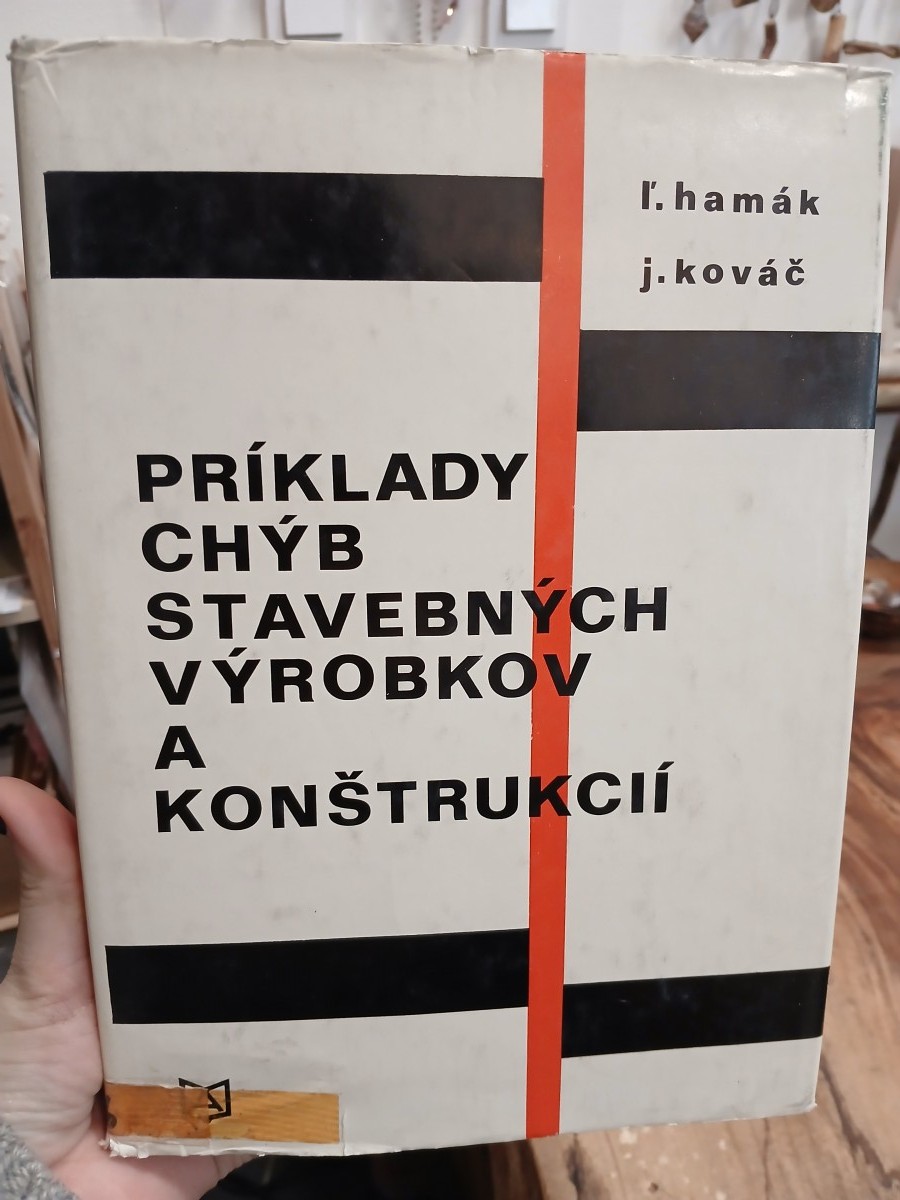 ľ. hamák
j. kováč
PRÍKLADY
CHÝB
STAVEBNÝCH
VÝROBKOV
A
KONŠTRUKCIÍ